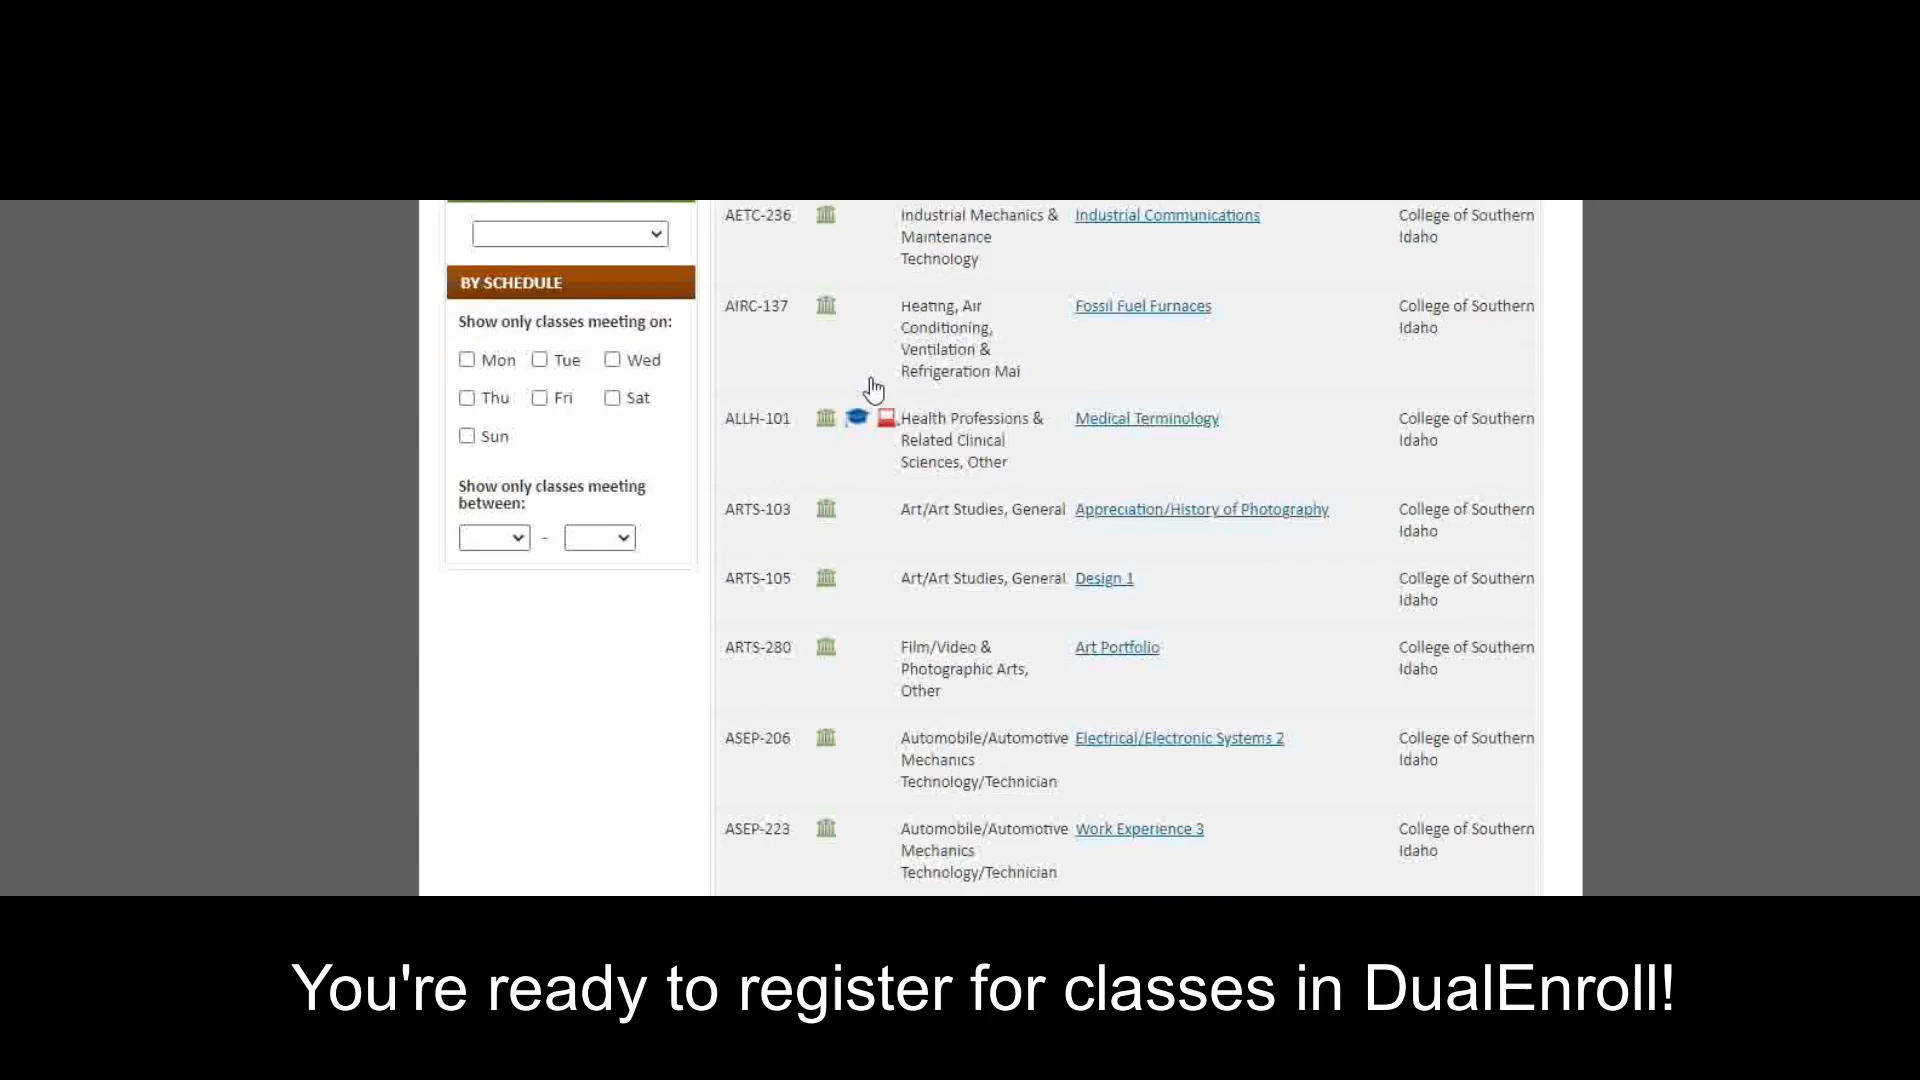 BY SCHEDULE
Show only classes meeting on:
Mon Tue Wed
Thu Fri Sat
Sun
Show only classes meeting
between:
-
AETC-236 Industrial Mechanics & Industrial Communications College of Southern
Maintenance Idaho
Technology
AIRC-137 Heating, Air Fossil Fuel Furnaces College of Southern
Conditioning, Idaho
Ventilation &
Refrigeration Mai
ALLH-101 Health Professions & Medical Terminology College of Southern
Related Clinical Idaho
Sciences, Other
ARTS-103 Art/Art Studies, General Appreciation/History of Photography College of Southern
Idaho
ARTS-105 Art/Art Studies, General Design 1 College of Southern
Idaho
ARTS-280 Film/Video & Art Portfolio College of Southern
Photographic Arts, Idaho
Other
ASEP-206 Automobile/Automotive Electrical/Electronic Systems 2 College of Southern
Mechanics Idaho
Technology/Technician
ASEP-223 Automobile/Automotive Work Experience 3 College of Southern
Mechanics Idaho
Technology/Technician
You're ready to register for classes in DualEnroll!